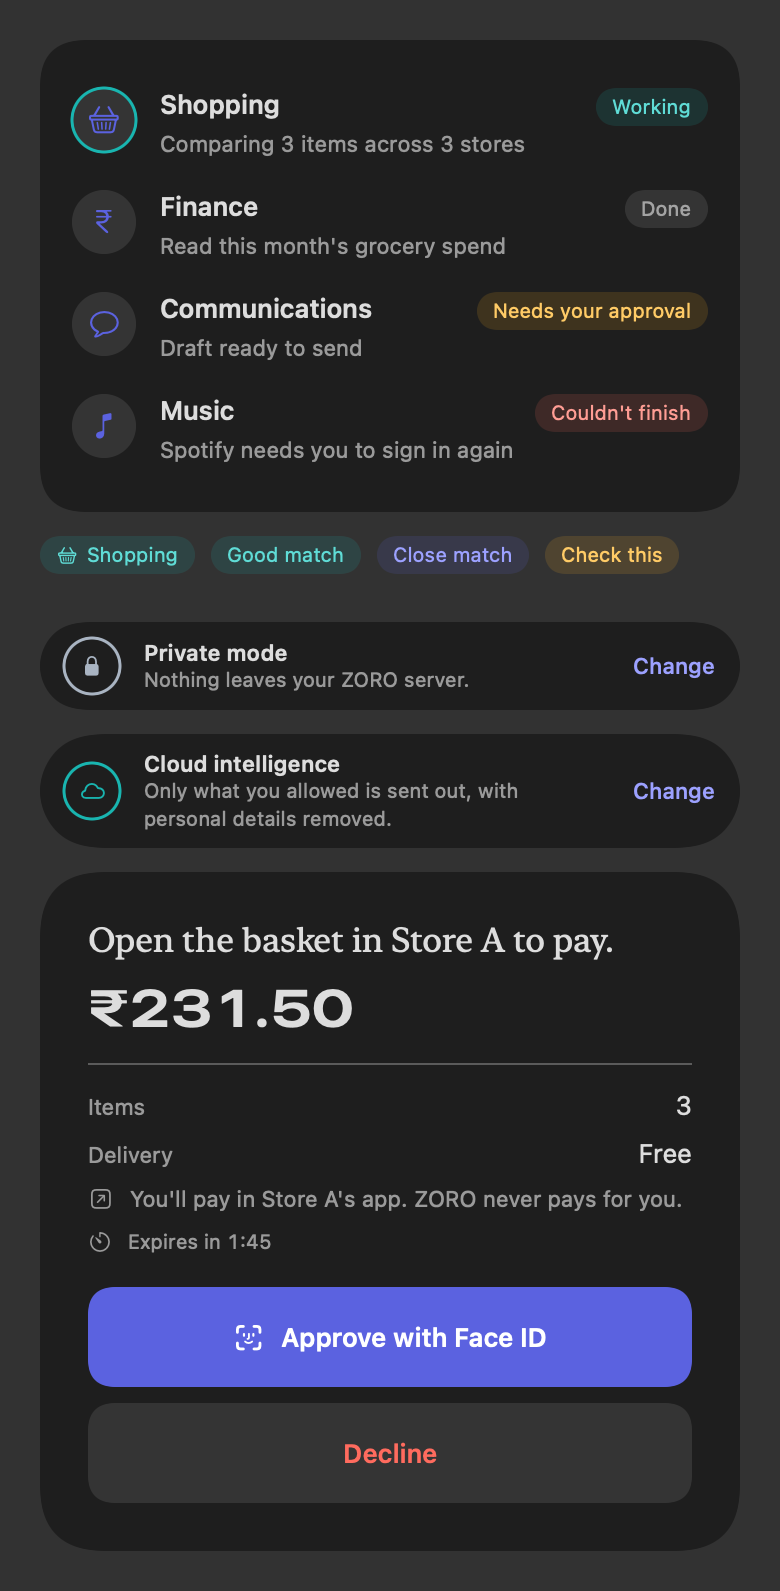 Shopping
Working
Comparing 3 items across 3 stores
Finance
Done
Read this month's grocery spend
Communications
Needs your approval
Draft ready to send
Music
Couldn't finish
Spotify needs you to sign in again
Shopping
Good match
Close match
Check this
Private mode
Nothing leaves your ZORO server.
Change
Cloud intelligence
Only what you allowed is sent out, with
personal details removed.
Change
Open the basket in Store A to pay.
₹231.50
Items
3
Delivery
Free
You'll pay in Store A's app. ZORO never pays for you.
Expires in 1:45
Approve with Face ID
Decline